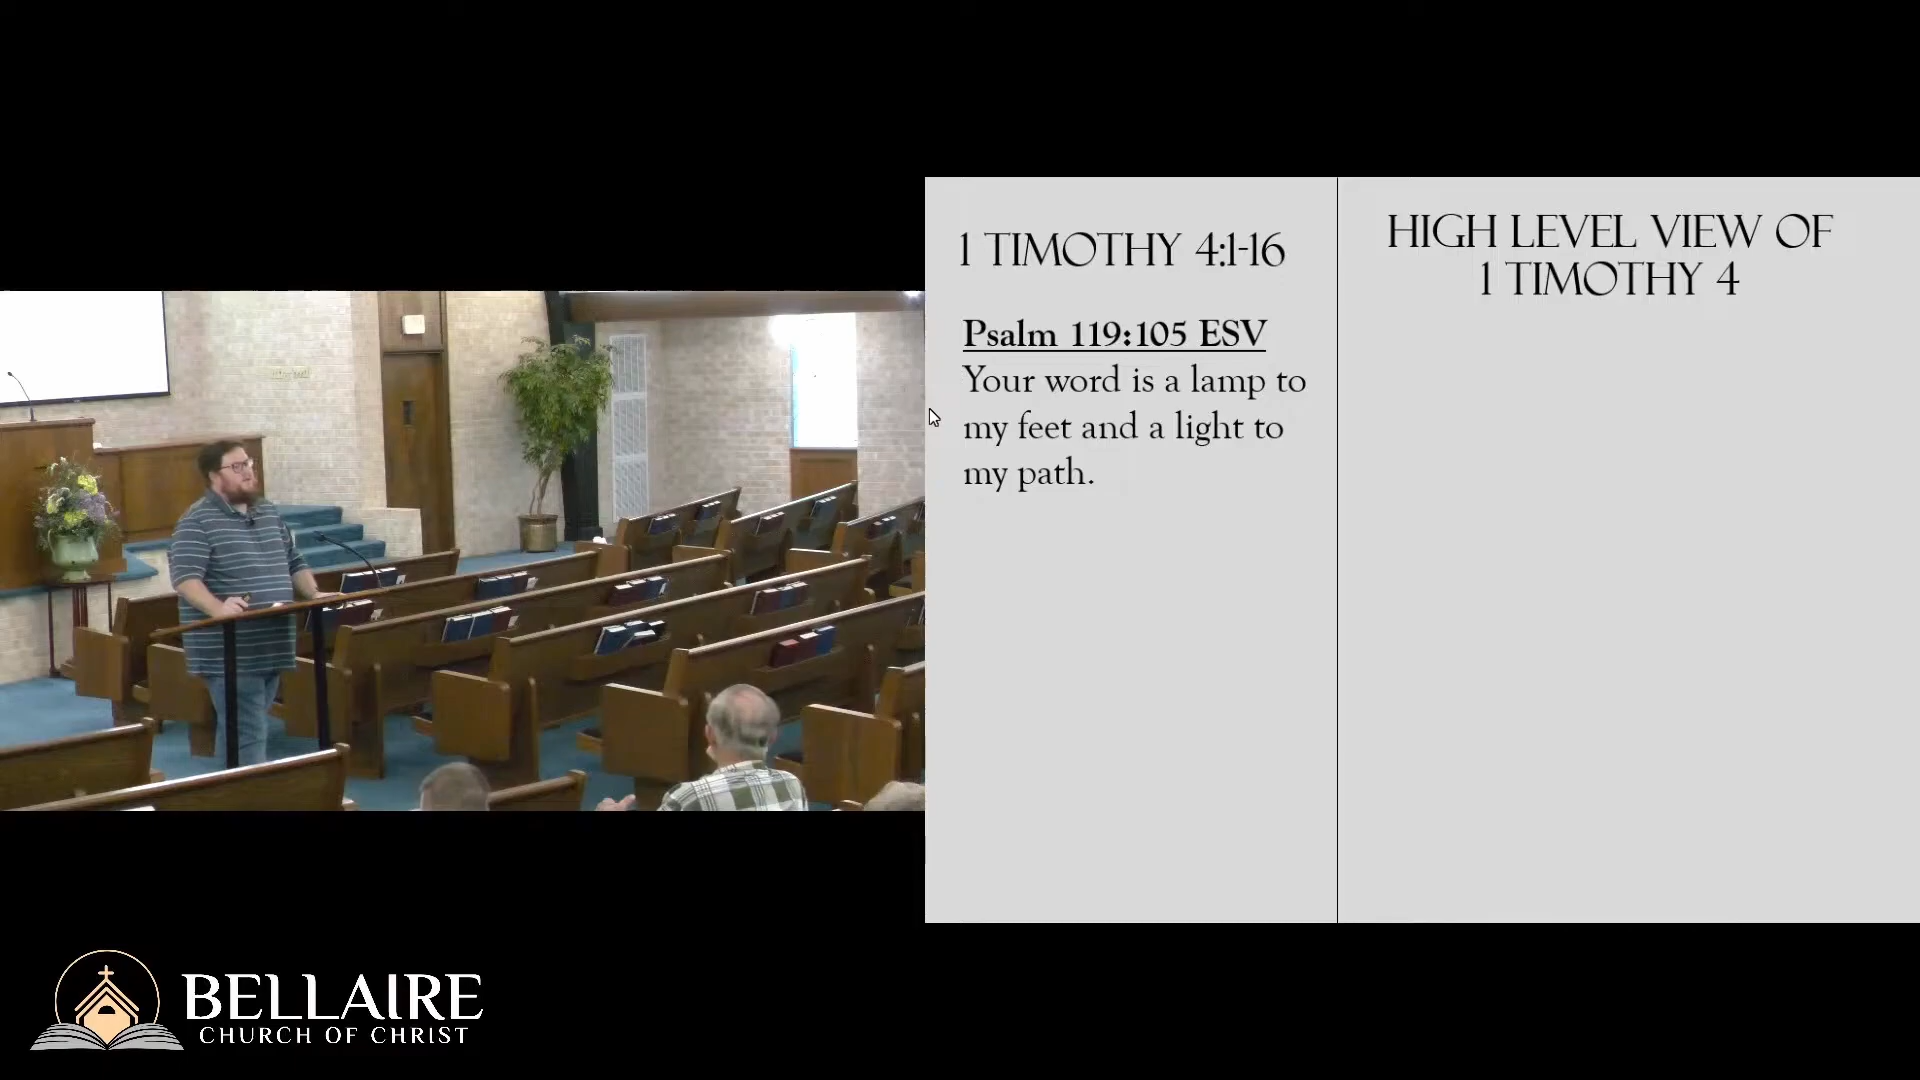 1 TIMOTHY 4:1-16
Psalm 119:105 ESV
Your word is a lamp to
my feet and a light to
my path.
HIGH LEVEL VIEW OF
1 TIMOTHY 4
BELLAIRE
CHURCH OF CHRIST